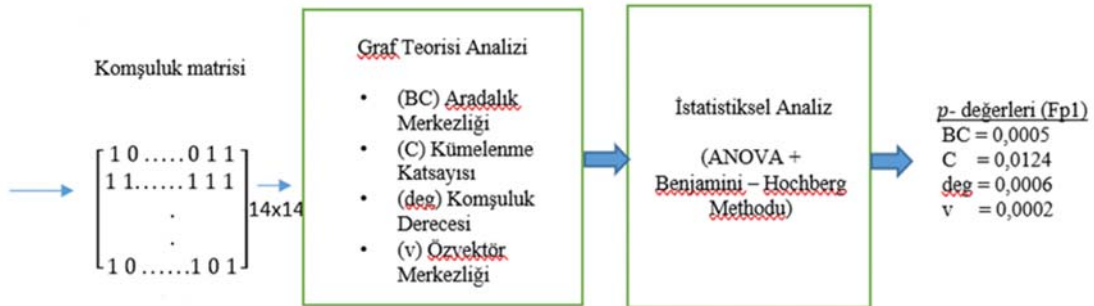 Komşuluk matrisi
1 0 . . . . . 0 1 1
1 1. . . . . . 1 1 1
.
.
1 0 . . . . . . 1 0 1
14x14
Graf Teorisi Analizi
• (BC) Aradalık
Merkezliği
• (C) Kümelenme
Katsayısı
• (deg) Komşuluk
Derecesi
• (v) Özvektör
Merkezliği
İstatistiksel Analiz
(ANOVA +
Benjamini – Hochberg
Methodu)
p- değerleri (Fp1)
BC = 0,0005
C = 0,0124
deg = 0,0006
v = 0,0002